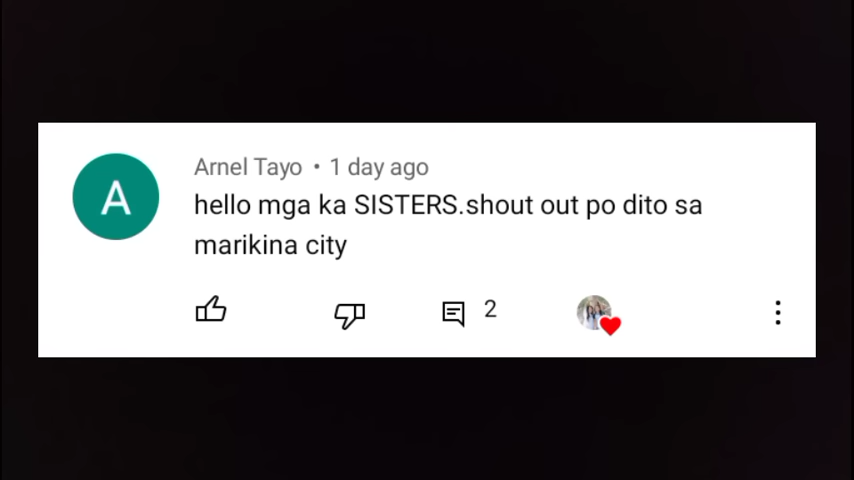 A
Arnel Tayo • 1 day ago
hello mga ka SISTERS.shout out po dito sa
marikina city
2